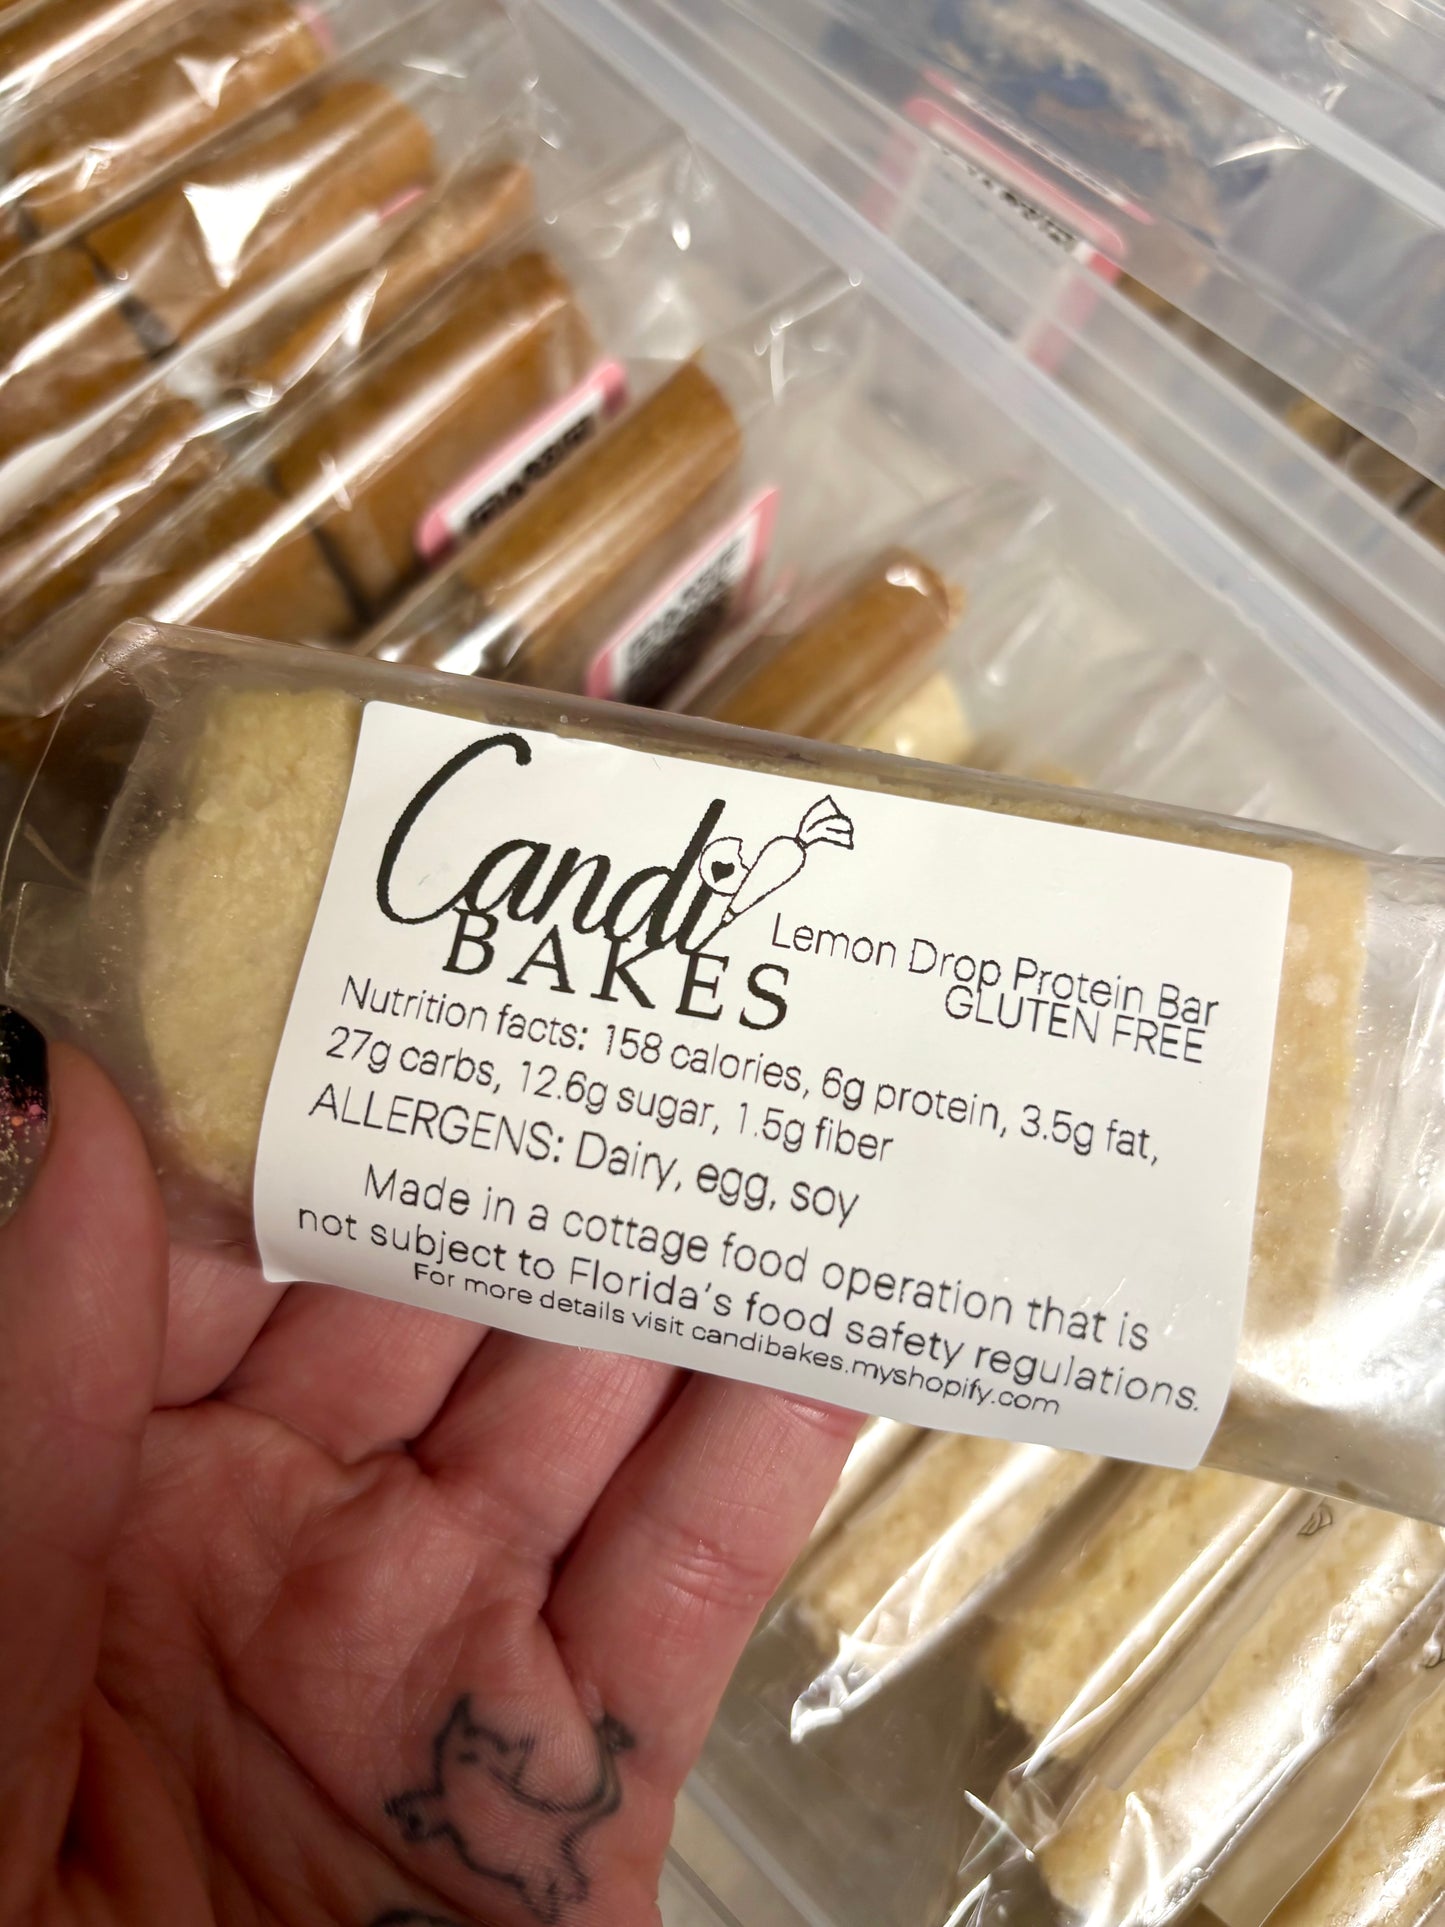 Candi
BAKES
Lemon Drop Protein Bar
GLUTEN FREE
Nutrition facts: 158 calories, 6g protein, 3.5g fat,
27g carbs, 12.6g sugar, 1.5g fiber
ALLERGENS: Dairy, egg, soy
Made in a cottage food operation that is
not subject to Florida's food safety regulations.
For more details visit candibakes.myshopify.com